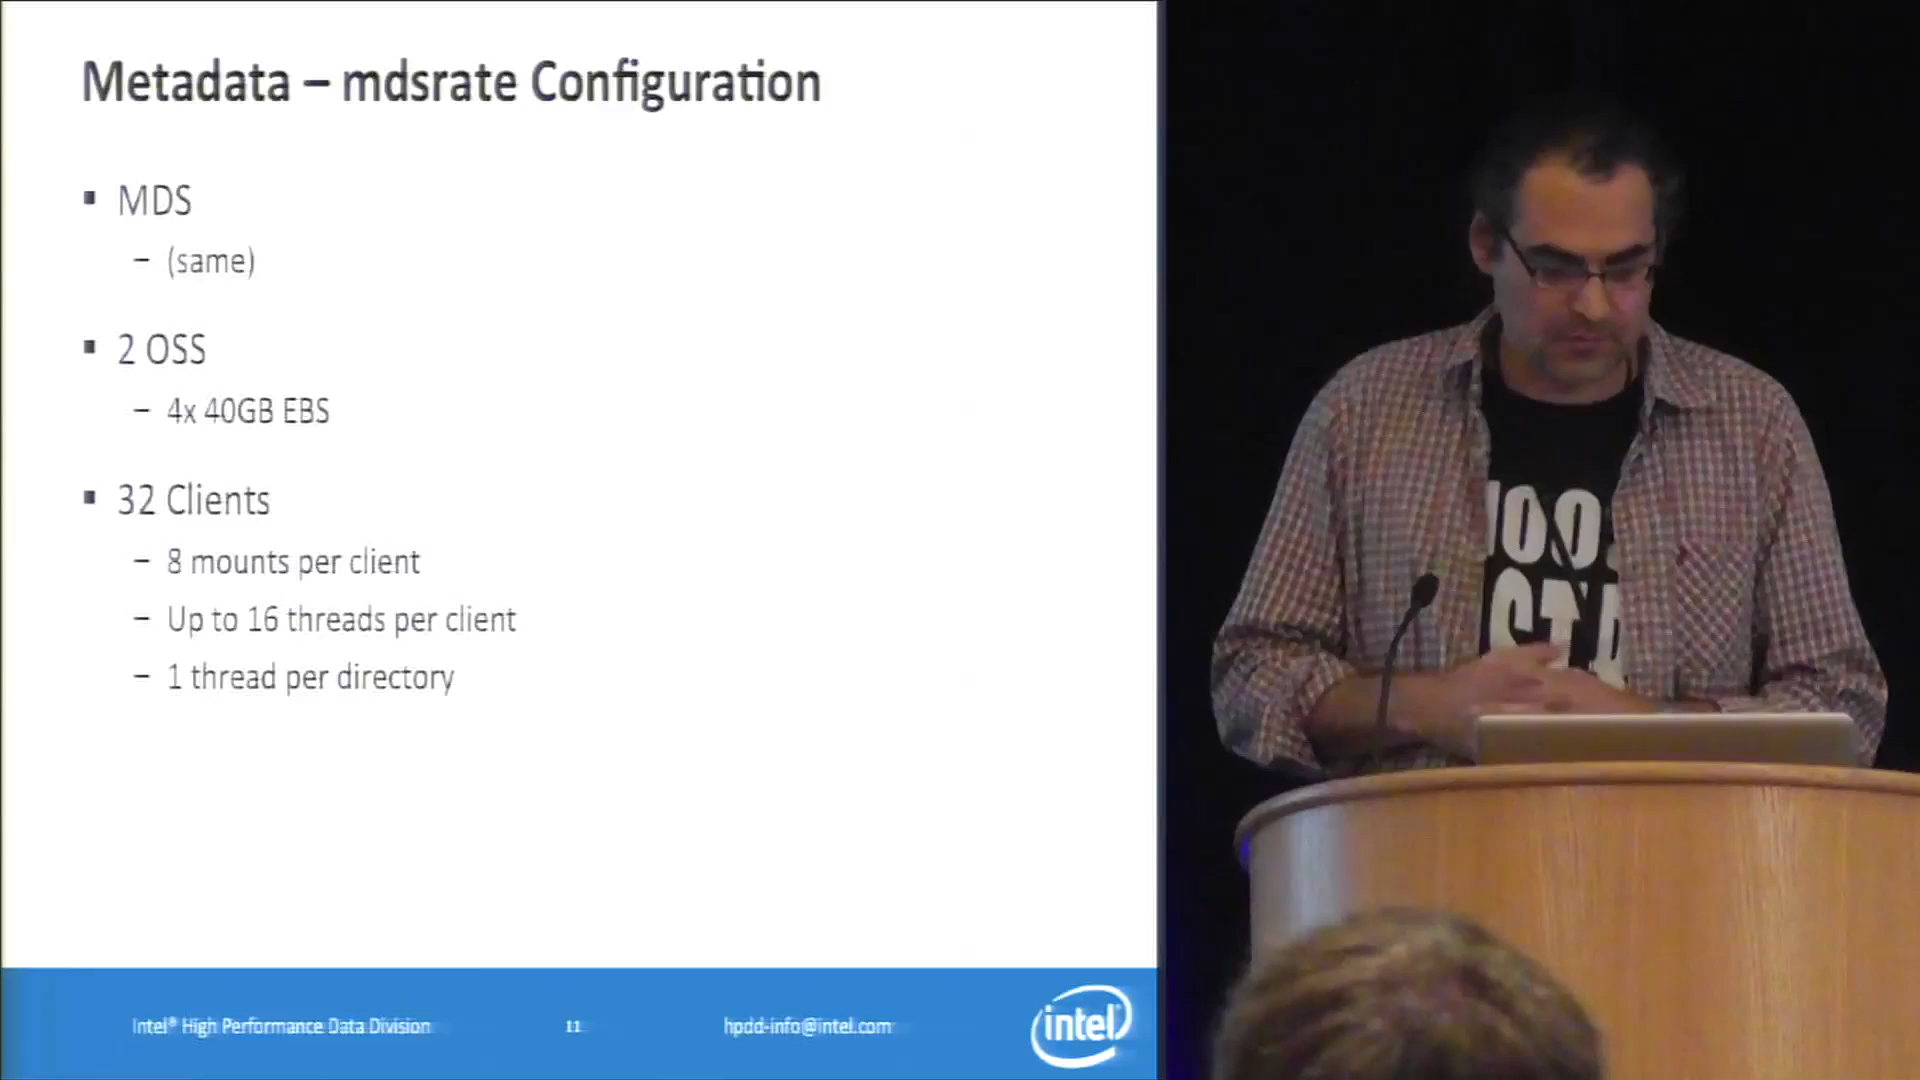 Metadata – mdsrate Configuration
▪ MDS
– (same)
▪ 2 OSS
– 4x 40GB EBS
▪ 32 Clients
– 8 mounts per client
– Up to 16 threads per client
– 1 thread per directory
Intel® High Performance Data Division
11
hpdd-info@intel.com
intel